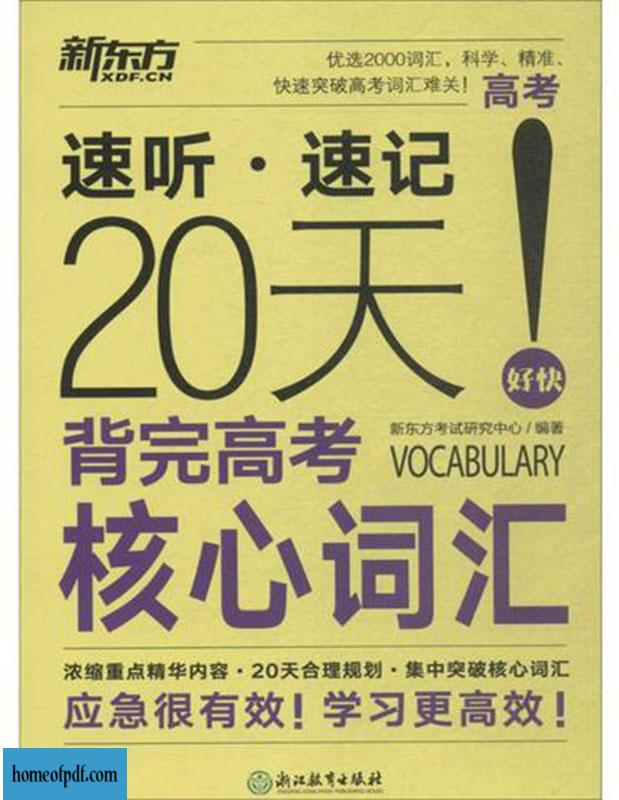 新东方
XDF.CN
优选2000词汇，科学、精准、
快速突破高考词汇难关！
高考
速听·速记
20天！
好快
背完高考
新东方考试研究中心/编著
VOCABULARY
核心词汇
浓缩重点精华内容·20天合理规划·集中突破核心词汇
应急很有效！学习更高效！
homeofpdf.com
浙江教育出版社
ZHEJIANG EDUCATION PUBLISHING HOUSE